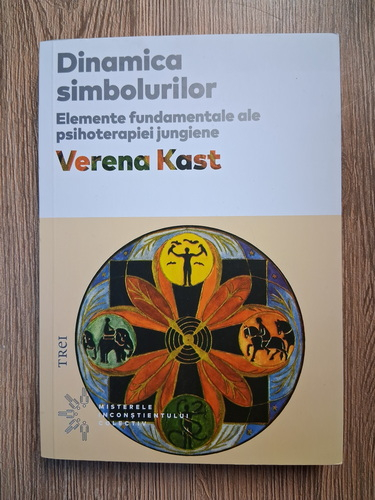 Dinamica
simbolurilor
Elemente fundamentale ale
psihoterapiei jungiene
Verena Kast
TREI
MISTERELE
INCONȘTIENTULUI
COLECTIV